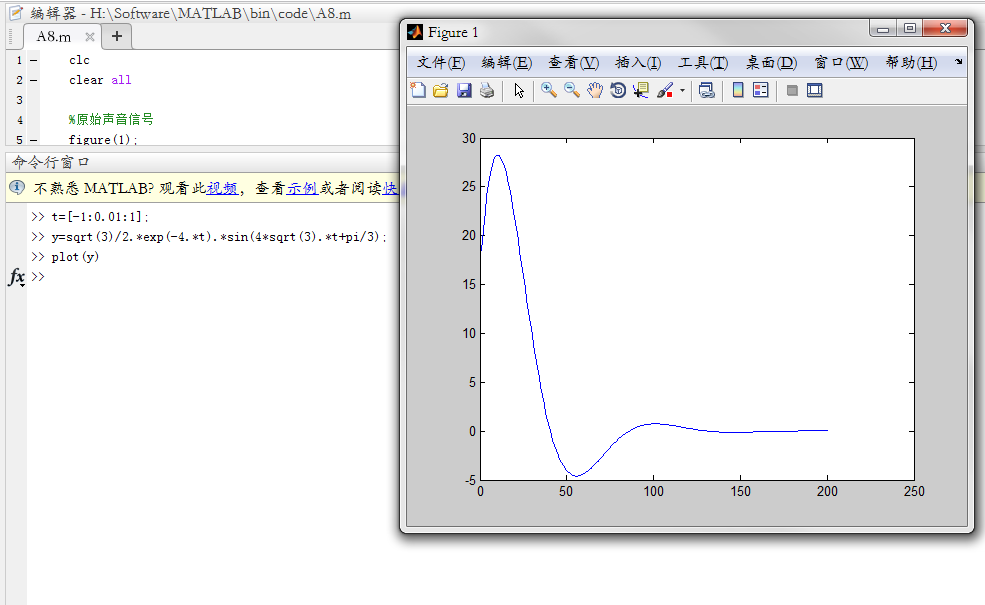 编辑器 - H:\Software\MATLAB\bin\code\A8.m
A8.m × +
1 - clc
2 - clear all
3
4 %原始声音信号
5 - figure(1);
命令行窗口
不熟悉 MATLAB? 观看此视频, 查看示例或者阅读快
>> t=[-1:0.01:1];
>> y=sqrt(3)/2.*exp(-4.*t).*sin(4*sqrt(3).*t+pi/3);
>> plot(y)
fx >>
Figure 1
文件(F) 编辑(E) 查看(V) 插入(I) 工具(T) 桌面(D) 窗口(W) 帮助(H)
30
25
20
15
10
5
0
-5
0 50 100 150 200 250